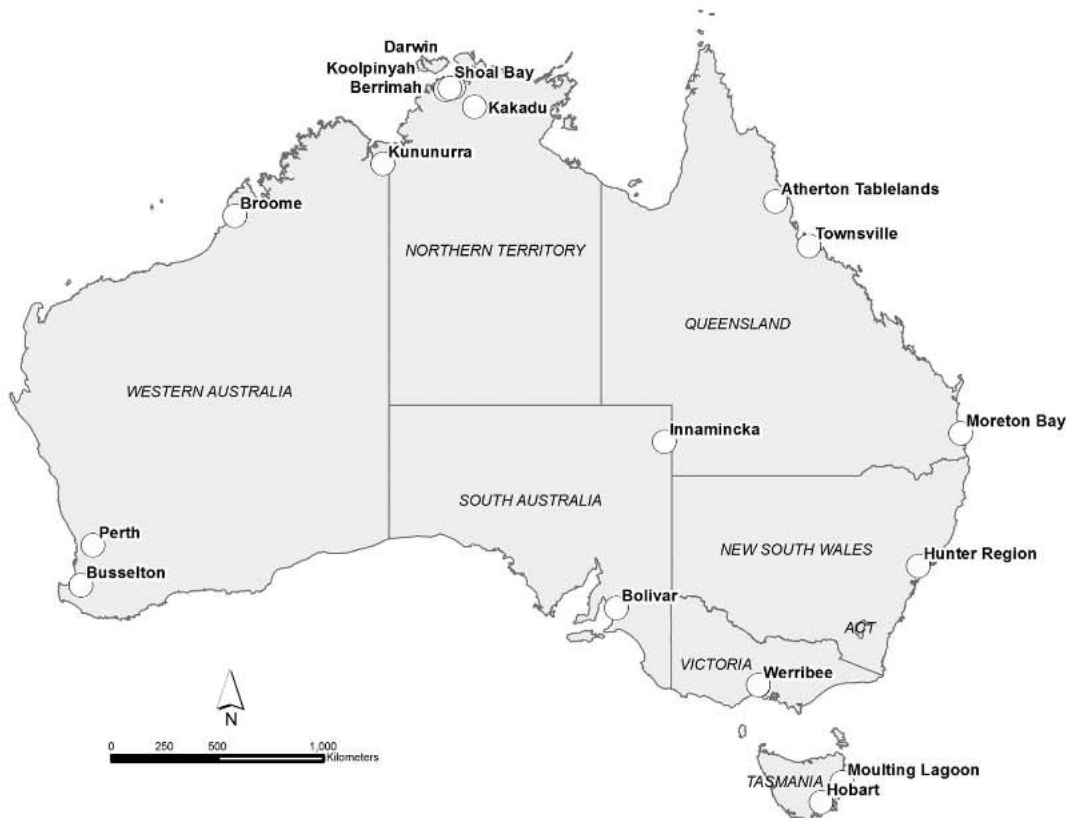 Darwin
Koolpinyah
Shoal Bay
Berrimah
Kakadu
Kununurra
Broome
Atherton Tablelands
Townsville
NORTHERN TERRITORY
QUEENSLAND
WESTERN AUSTRALIA
Moreton Bay
Innamincka
SOUTH AUSTRALIA
Perth
NEW SOUTH WALES
Hunter Region
Busselton
Bolivar
ACT
VICTORIA
Werribee
N
0 250 500 1,000
Kilometers
Moulting Lagoon
TASMANIA
Hobart